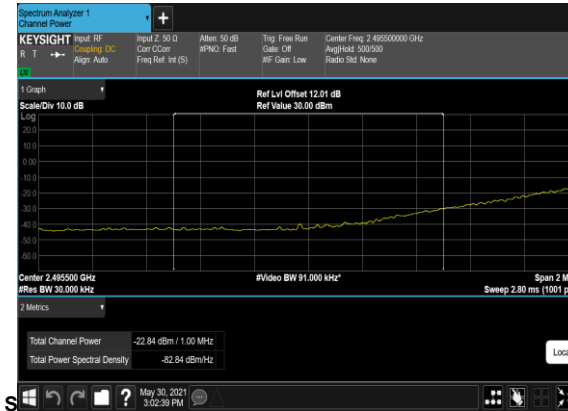 Spectrum Analyzer 1
Channel Power
KEYSIGHT Input: RF Input Z: 50 Ω Atten: 50 dB Trig: Free Run Center Freq: 2.495500000 GHz
R T Coupling: DC Corr CCorr #PNO: Fast Gate: Off Avg|Hold: 500/500
Align: Auto Freq Ref: Int (S) #IF Gain: Low Radio Std: None
LXI
1 Graph
Ref Lvl Offset 12.01 dB
Scale/Div 10.0 dB Ref Value 30.00 dBm
Log
20.0
10.0
0.00
-10.0
-20.0
-30.0
-40.0
-50.0
-60.0
Center 2.495500 GHz #Video BW 91.000 kHz* Span 2 M
#Res BW 30.000 kHz Sweep 2.80 ms (1001 p
2 Metrics
Total Channel Power -22.84 dBm / 1.00 MHz
Total Power Spectral Density -82.84 dBm/Hz
Loca
S
? May 30, 2021
3:02:39 PM